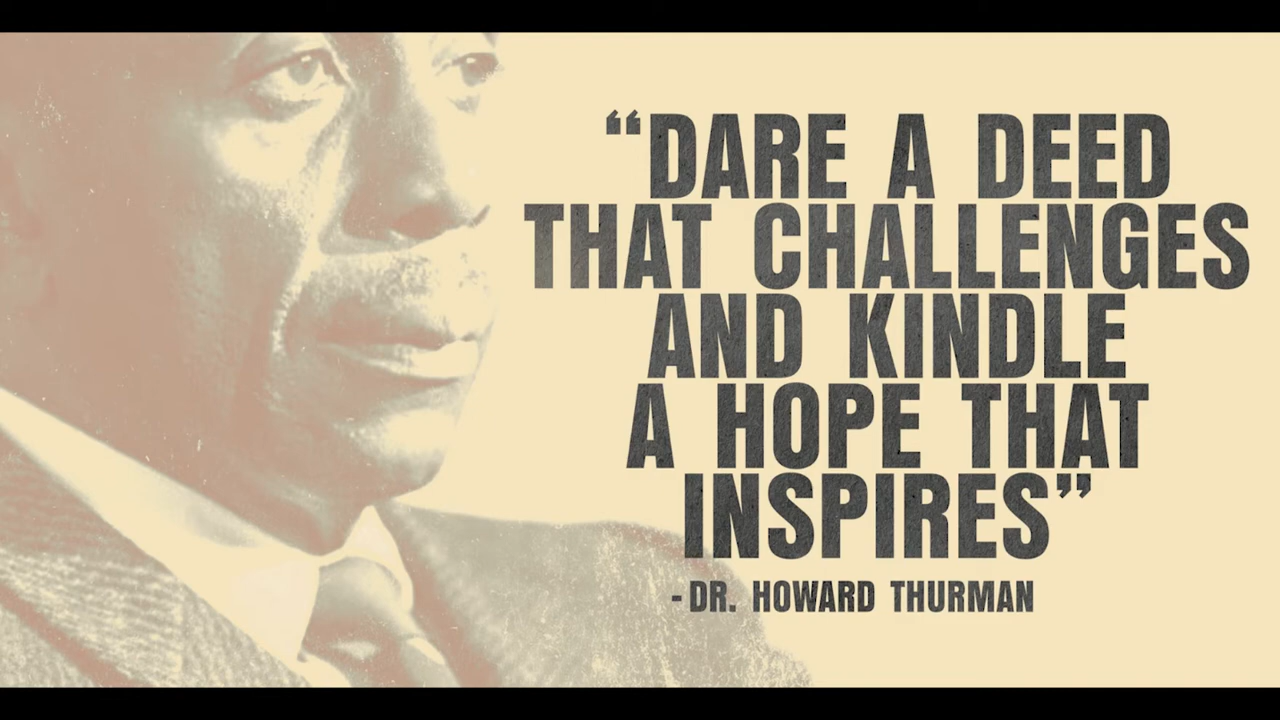 “DARE A DEED
THAT CHALLENGES
AND KINDLE
A HOPE THAT
INSPIRES”
-DR. HOWARD THURMAN